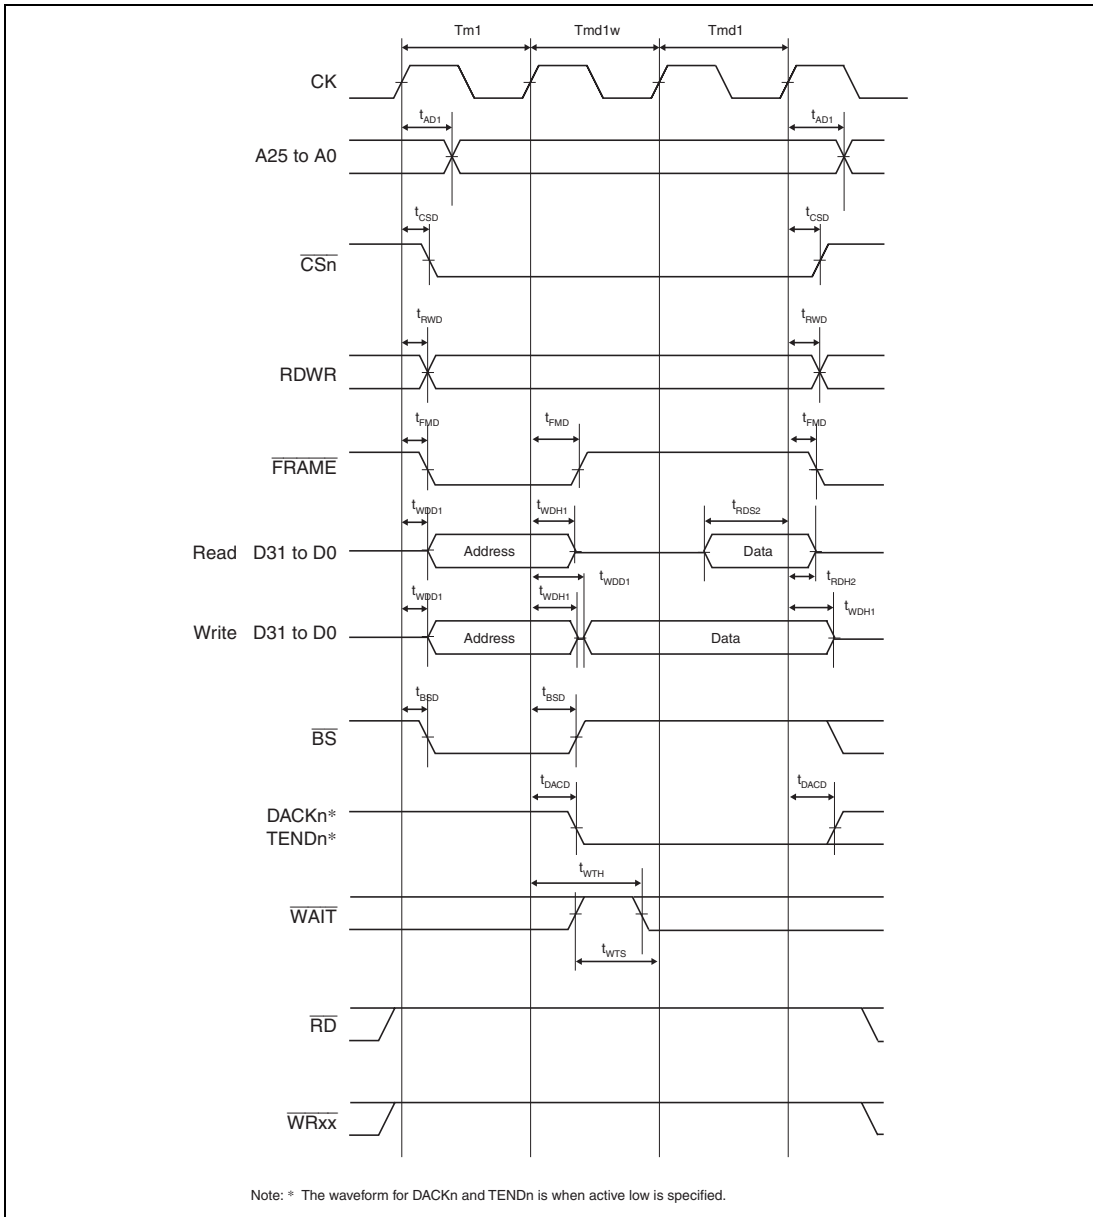 Tm1 Tmd1w Tmd1
CK
tAD1 tAD1
A25 to A0
tCSD tCSD
CSn
tRWD tRWD
RDWR
tFMD tFMD tFMD
FRAME
tWDD1 tWDH1 tRDS2
Read D31 to D0 Address Data
tWDD1 tRDH2
tWDD1 tWDH1 tWDH1
Write D31 to D0 Address Data
tBSD tBSD
BS
tDACD tDACD
DACKn*
TENDn*
tWTH
WAIT
tWTS
RD
WRxx
Note: * The waveform for DACKn and TENDn is when active low is specified.